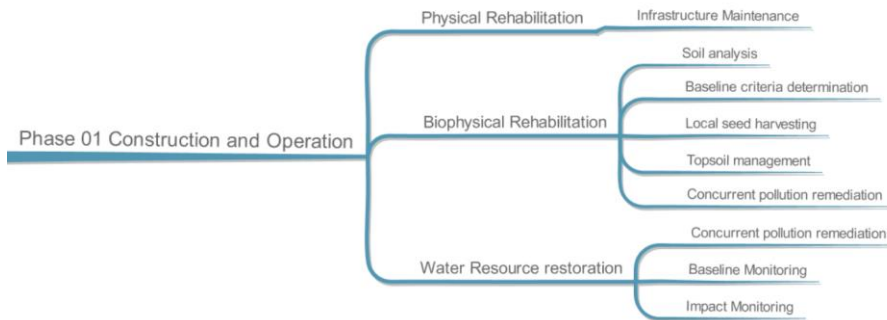 Phase 01 Construction and Operation
Physical Rehabilitation
Infrastructure Maintenance
Biophysical Rehabilitation
Soil analysis
Baseline criteria determination
Local seed harvesting
Topsoil management
Concurrent pollution remediation
Water Resource restoration
Concurrent pollution remediation
Baseline Monitoring
Impact Monitoring